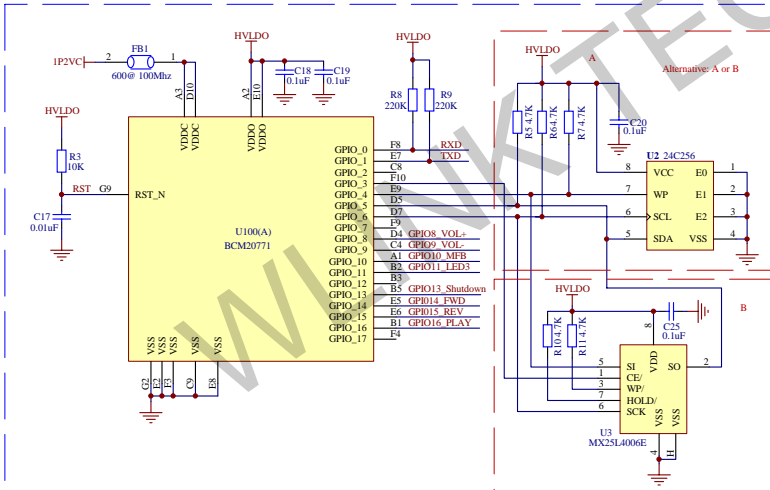 WLINK TEC
1P2VC
2
FB1
1
600@ 100Mhz
HVLDO
C18
0.1uF
C19
0.1uF
HVLDO
R8
220K
R9
220K
A3
D10
A2
E10
VDDC
VDDC
VDDO
VDDO
HVLDO
R3
10K
RST
G9
RST_N
C17
0.01uF
U100(A)
BCM20771
GPIO_0
F8
RXD
GPIO_1
E7
TXD
GPIO_2
C8
GPIO_3
F10
GPIO_4
E9
GPIO_5
D5
GPIO_6
D7
GPIO_7
F9
GPIO_8
D4
GPIO8_VOL+
GPIO_9
C4
GPIO9_VOL-
GPIO_10
A1
GPIO10_MFB
GPIO_11
B2
GPIO11_LED3
GPIO_12
B3
GPIO_13
B5
GPIO13_Shutdown
GPIO_14
E5
GPI014_FWD
GPIO_15
E6
GPI015_REV
GPIO_16
B1
GPIO16_PLAY
GPIO_17
F4
VSS
VSS
VSS
VSS
VSS
G2
E2
F3
C9
E8
A
HVLDO
Alternative: A or B
R5 4.7K
R64.7K
R7 4.7K
C20
0.1uF
U2 24C256
8
VCC
E0
1
7
WP
E1
2
6
SCL
E2
3
5
SDA
VSS
4
B
HVLDO
R10 4.7K
R11 4.7K
C25
0.1uF
8
VDD
5
SI
SO
2
1
CE/
3
WP/
7
HOLD/
6
SCK
VSS
VSS
4
H
U3
MX25L4006E